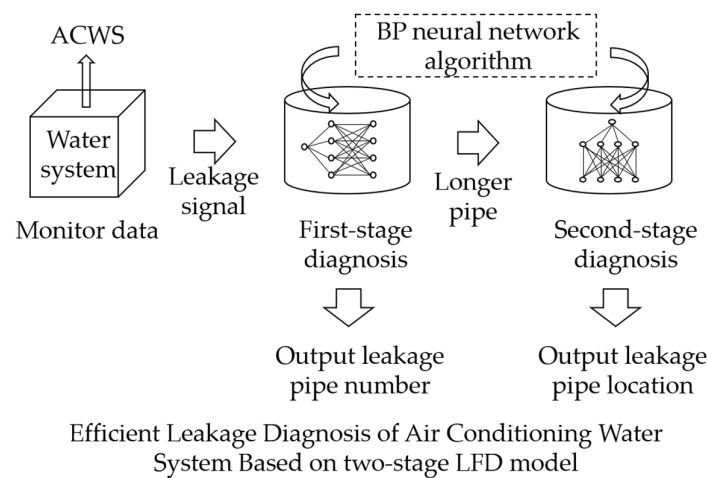 ACWS
BP neural network
algorithm
Water
system
Leakage
signal
Longer
pipe
Monitor data
First-stage
diagnosis
Second-stage
diagnosis
Output leakage
pipe number
Output leakage
pipe location
Efficient Leakage Diagnosis of Air Conditioning Water
System Based on two-stage LFD model